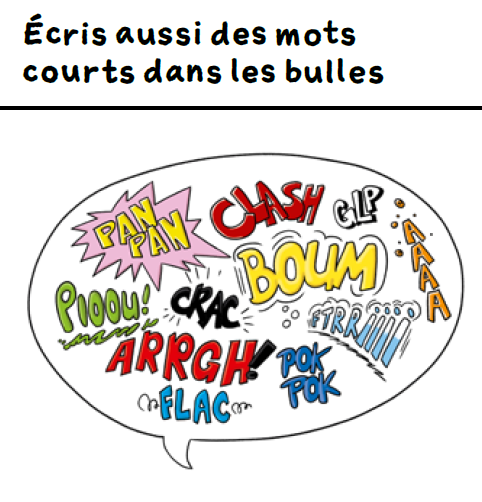 Écris aussi des mots
courts dans les bulles
PAN
PAN
CLASH
GLP
AAAA
BOUM
PIOOU!
CRAC
FTRRIIIII
ARRGH!
POK
POK
FLAC